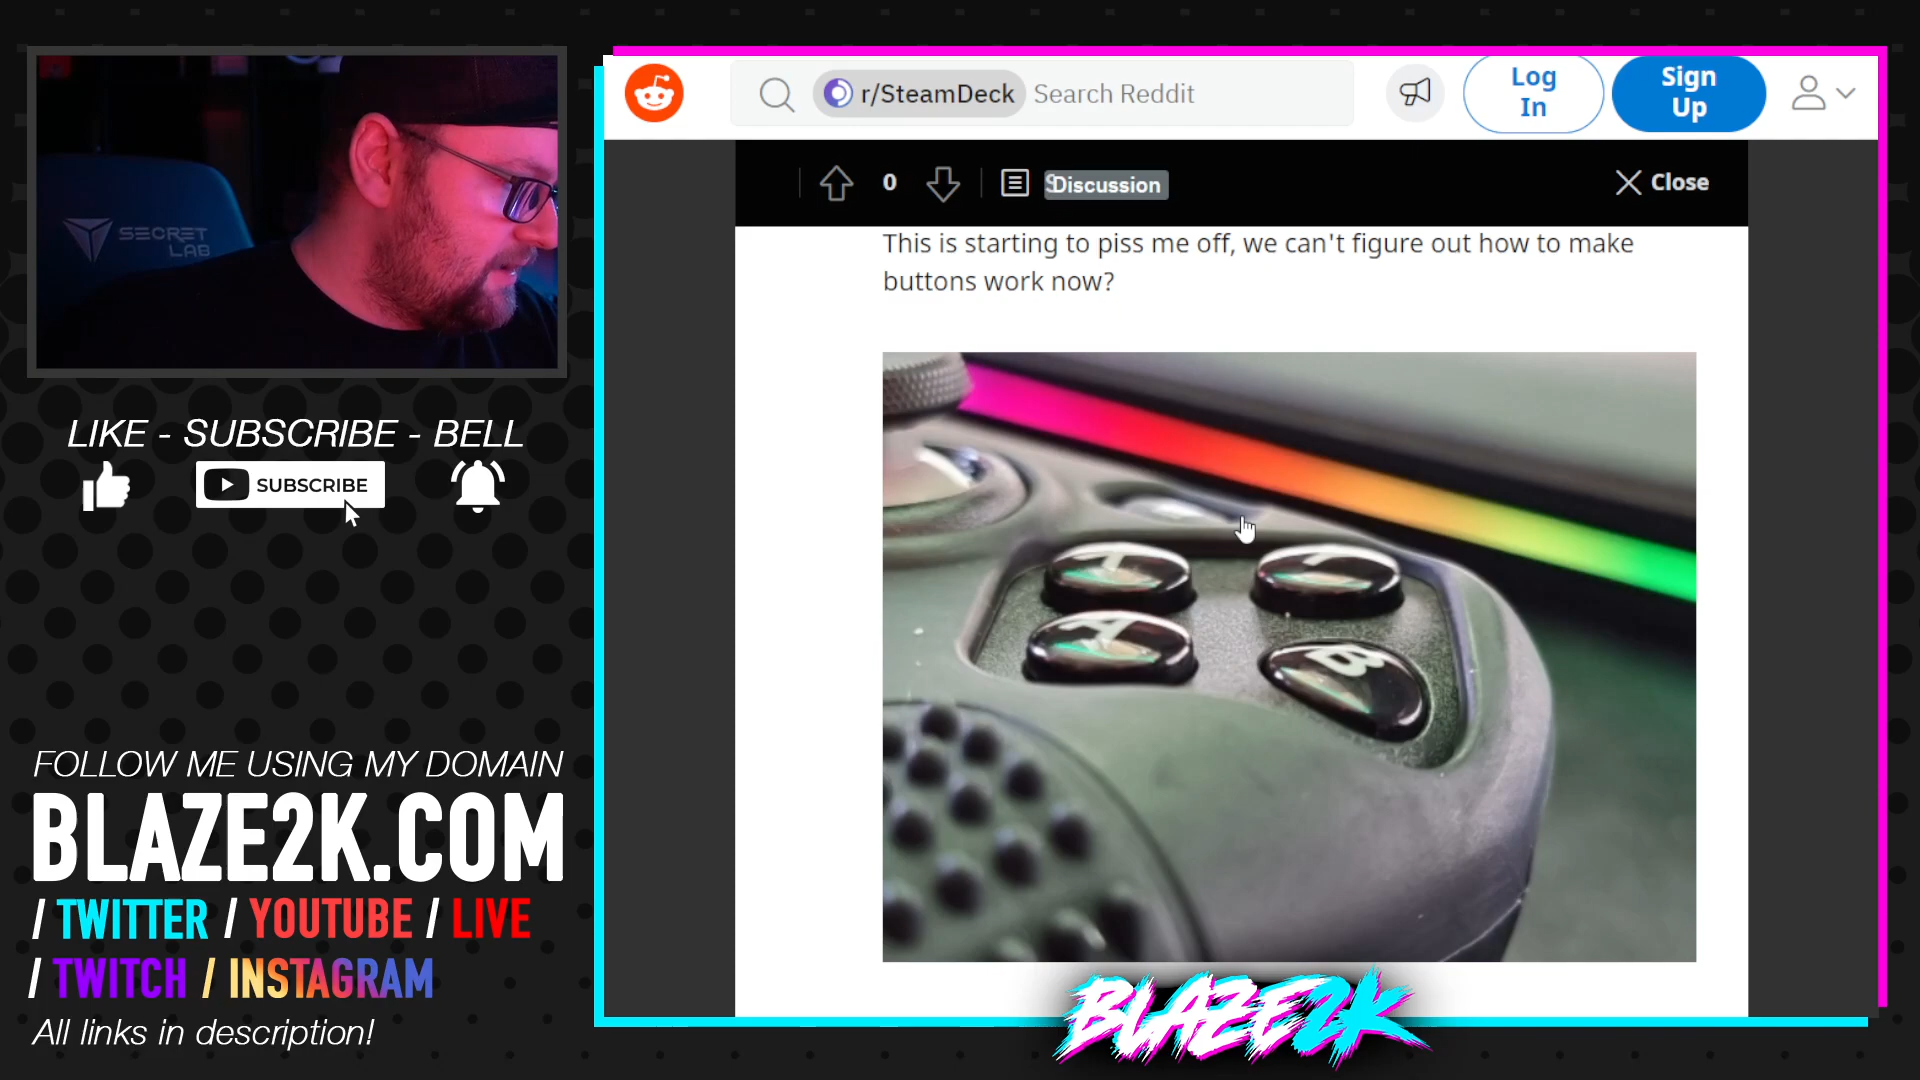 SECRET
LAB
LIKE - SUBSCRIBE - BELL
SUBSCRIBE
FOLLOW ME USING MY DOMAIN
BLAZE2K.COM
/ TWITTER / YOUTUBE / LIVE
/ TWITCH / INSTAGRAM
All links in description!
r/SteamDeck Search Reddit
Log In
Sign Up
0
Discussion
Close
This is starting to piss me off, we can't figure out how to make
buttons work now?
A
B
BLAZE2K